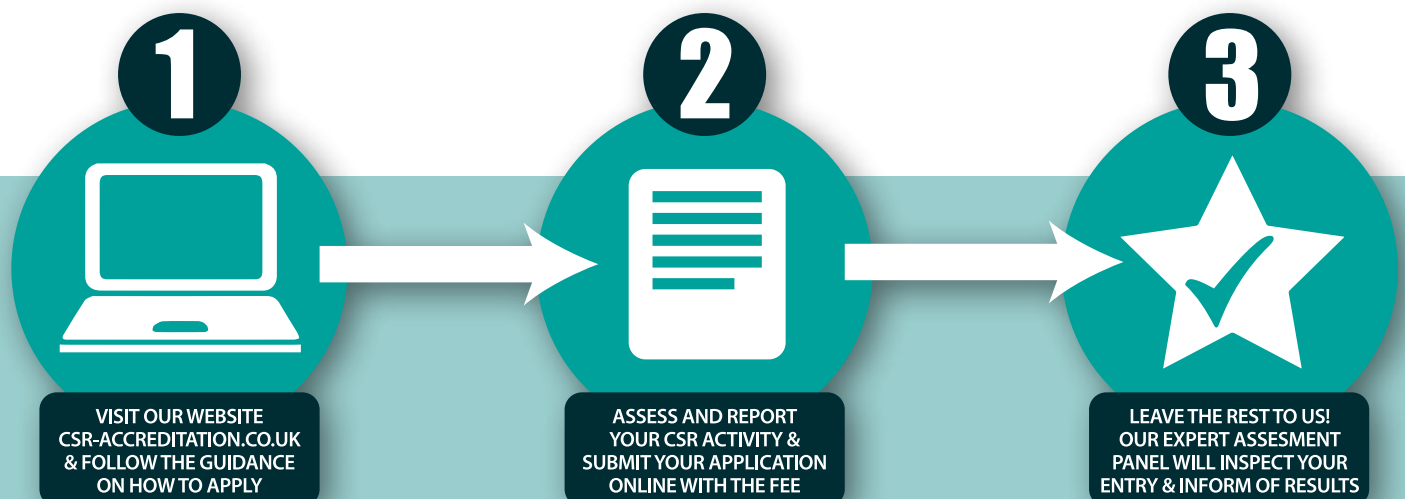 1
VISIT OUR WEBSITE
CSR-ACCREDITATION.CO.UK
& FOLLOW THE GUIDANCE
ON HOW TO APPLY
2
ASSESS AND REPORT
YOUR CSR ACTIVITY &
SUBMIT YOUR APPLICATION
ONLINE WITH THE FEE
3
LEAVE THE REST TO US!
OUR EXPERT ASSESMENT
PANEL WILL INSPECT YOUR
ENTRY & INFORM OF RESULTS